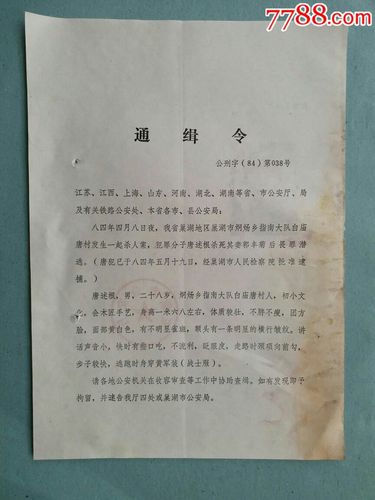 7788.com
中国收藏热线
通缉令
公刑字(84)第038号
江苏、江西、上海、山东、河南、湖北、湖南等省、市公安厅、局
及有关铁路公安处、本省各市、县公安局:
八四年四月八日夜,我省巢湖地区巢湖市炯炀乡指南大队白庙
唐村发生一起杀人案,犯罪分子唐述根杀死其妻郭幸菊后畏罪潜
逃。(唐犯已于八四年五月十九日,经巢湖市人民检察院批准逮
捕。)
唐述根,男,二十八岁,炯炀乡指南大队白庙唐村人,初小文
化,会木匠手艺,身高一米六八左右,体质较壮,不胖不瘦,团方
脸,面部黄白色,有不明显雀斑,额头有一条明显的横行皱纹。讲
话声音小,快时有些口吃,不流利,眨眼皮,走路时颈项向前勾,
步子较快,逃跑时身穿黄军装(战士服)。
请各地公安机关在收容审查等工作中协助查缉。如有发现即予
拘留,并速告我厅四处或巢湖市公安局。